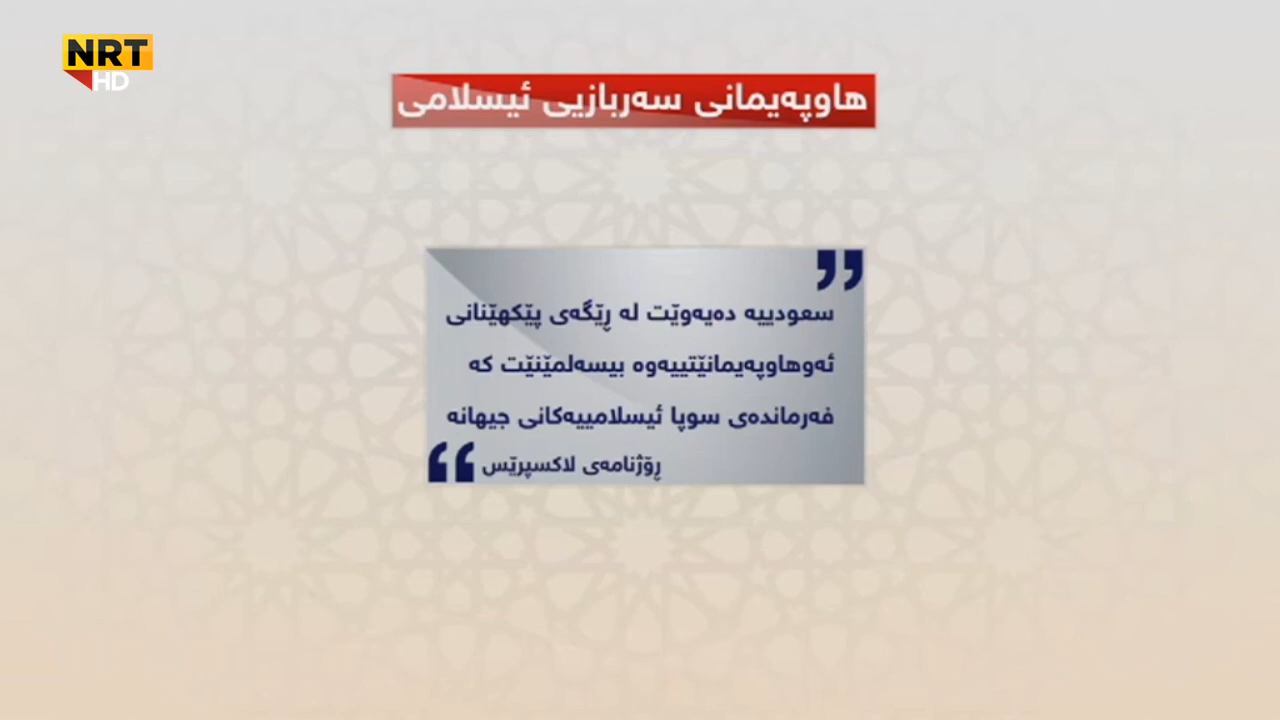 NRT
HD
هاوپەیمانی سەربازیی ئیسلامی
سعودییە دەیەوێت لە ڕێگەی پێکهێنانی
ئەوهاوپەیمانێتییەوە بیسەلمێنێت کە
فەرماندەی سوپا ئیسلامییەکانی جیهانە
ڕۆژنامەی لاکسپرێس